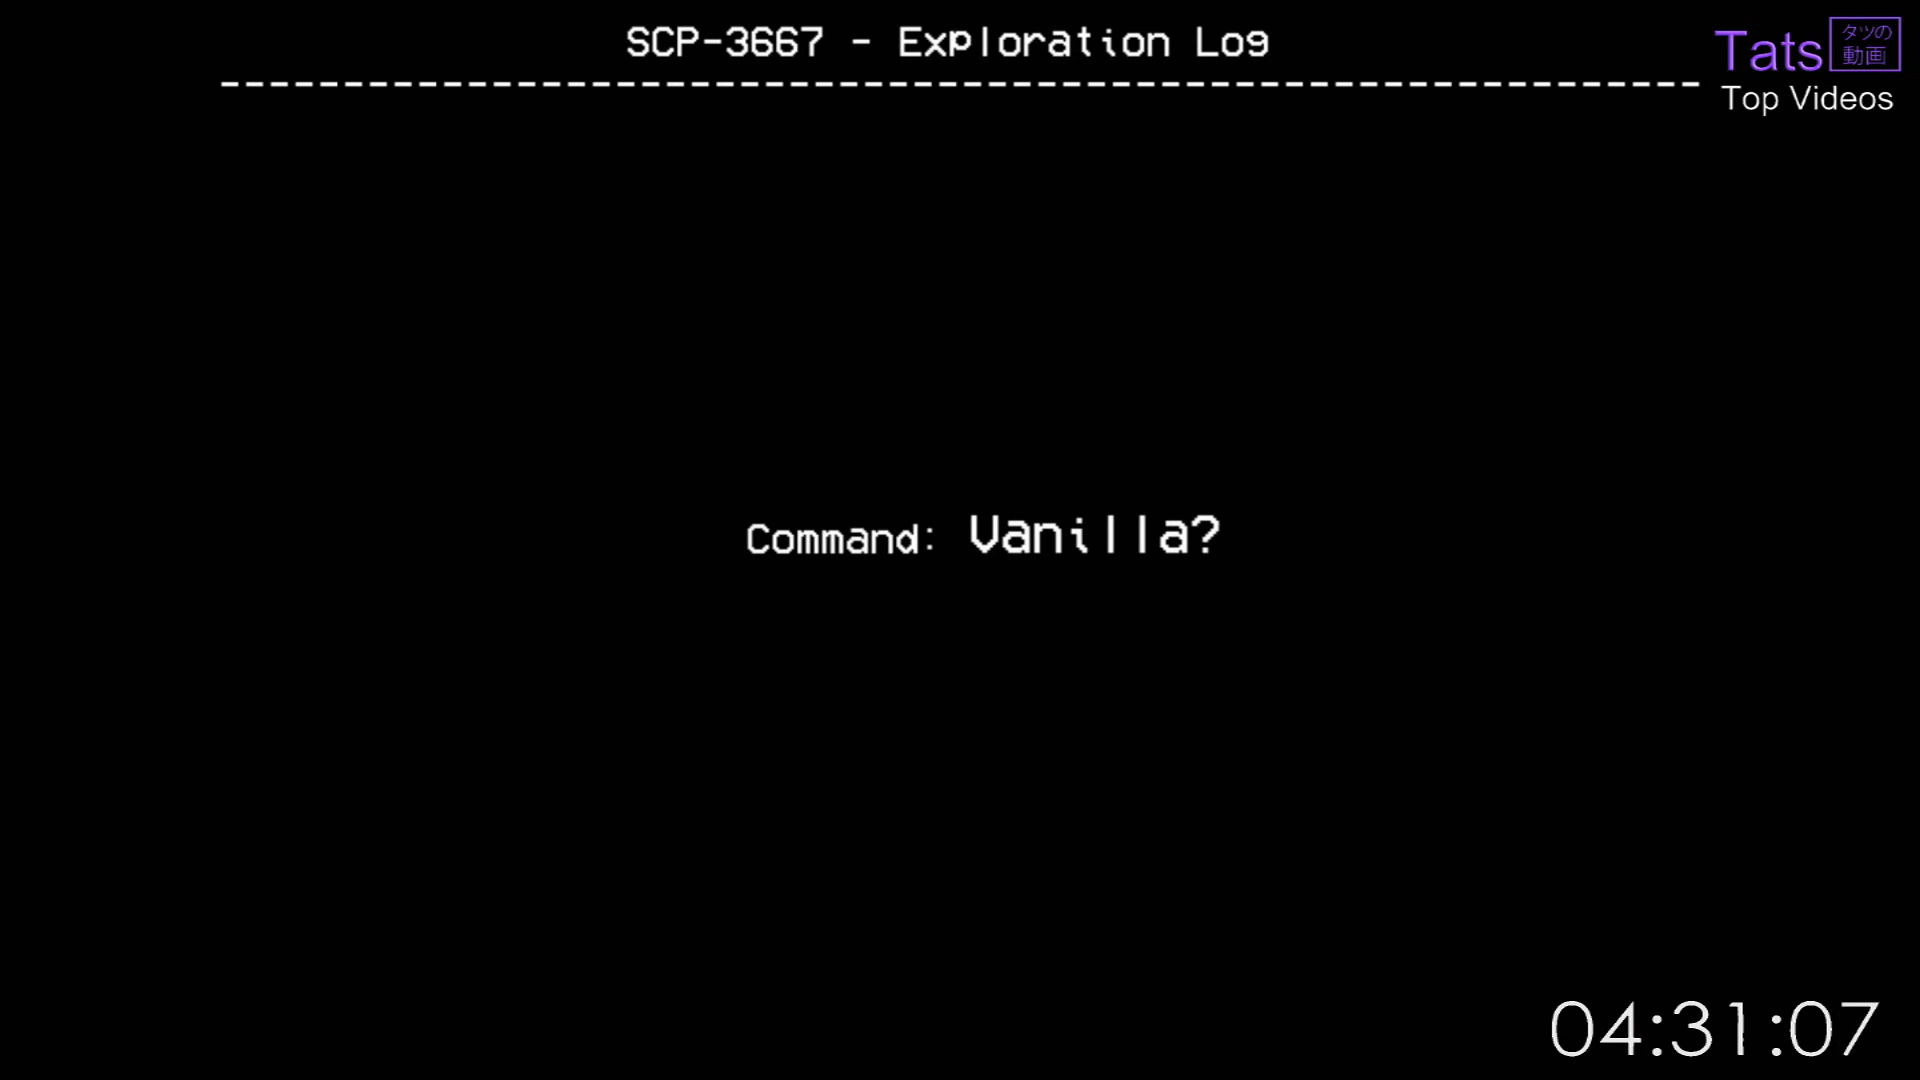 SCP-3667 - Exploration Log
Tats タツの動画
Top Videos
Command: Vanilla?
04:31:07